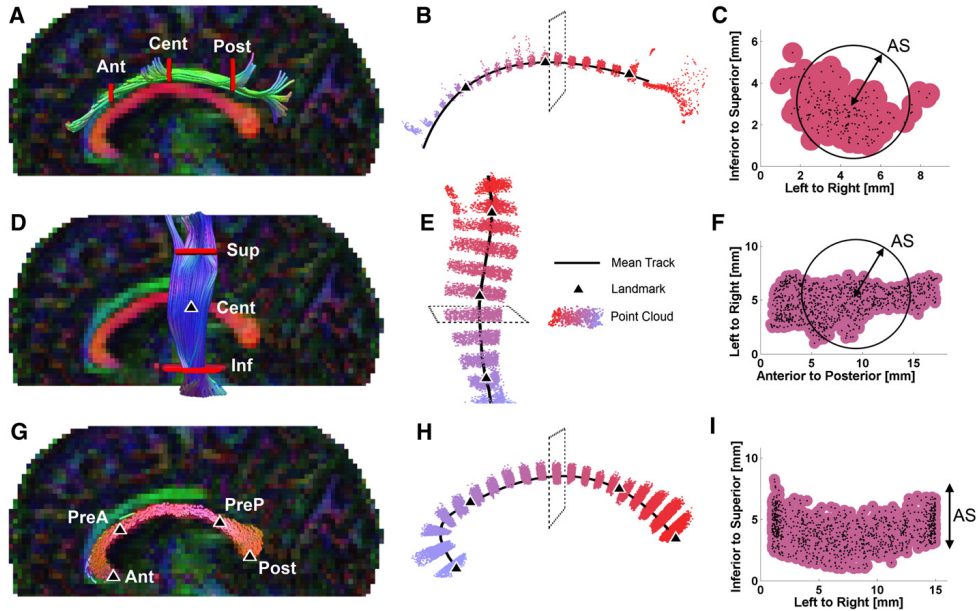 A
Ant
Cent
Post
B
C
Inferior to Superior [mm]
6
4
2
0
0 2 4 6 8
Left to Right [mm]
AS
D
Sup
Cent
Inf
E
Mean Track
Landmark
Point Cloud
F
Left to Right [mm]
10
5
0
0 5 10 15
Anterior to Posterior [mm]
AS
G
PreA
PreP
Ant
Post
H
I
Inferior to Superior [mm]
10
5
0
0 5 10 15
Left to Right [mm]
AS